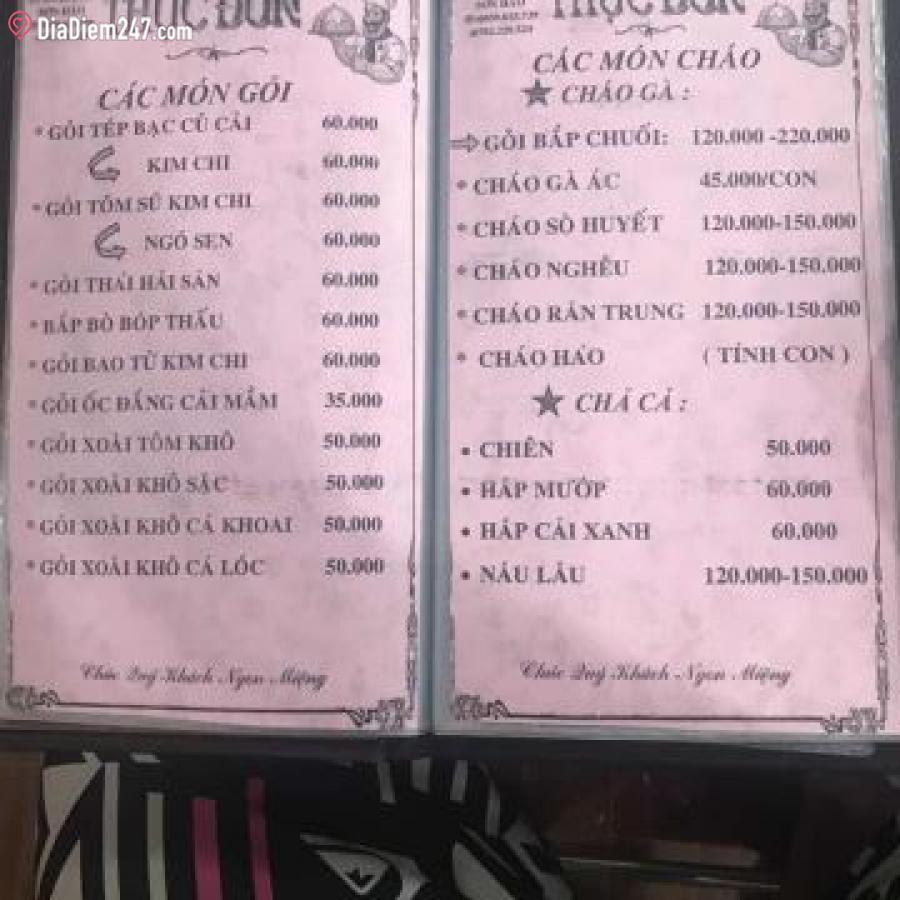 DiaDiem247.com
THỰC ĐƠN
CÁC MÓN GỎI
* GỎI TÉP BẠC CỦ CẢI 60.000
KIM CHI 60.000
* GỎI TÔM SÚ KIM CHI 60.000
NGÓ SEN 60.000
* GỎI THÁI HẢI SẢN 60.000
* BẮP BÒ BÓP THẤU 60.000
* GỎI BAO TỬ KIM CHI 60.000
* GỎI ỐC ĐẮNG CẢI MẦM 35.000
* GỎI XOÀI TÔM KHÔ 50.000
* GỎI XOÀI KHÔ SẶC 50.000
* GỎI XOÀI KHÔ CÁ KHOAI 50.000
* GỎI XOÀI KHÔ CÁ LÓC 50.000
Chúc Quý Khách Ngon Miệng
THỰC ĐƠN
CÁC MÓN CHÁO
★ CHÁO GÀ :
⇨ GỎI BẮP CHUỐI: 120.000 -220.000
* CHÁO GÀ ÁC 45.000/CON
* CHÁO SÒ HUYẾT 120.000-150.000
* CHÁO NGHÊU 120.000-150.000
* CHÁO RẮN TRUNG 120.000-150.000
* CHÁO HÁO ( TÍNH CON )
★ CHẢ CÁ :
• CHIÊN 50.000
• HẤP MƯỚP 60.000
• HẤP CẢI XANH 60.000
• NẤU LẨU 120.000-150.000
Chúc Quý Khách Ngon Miệng